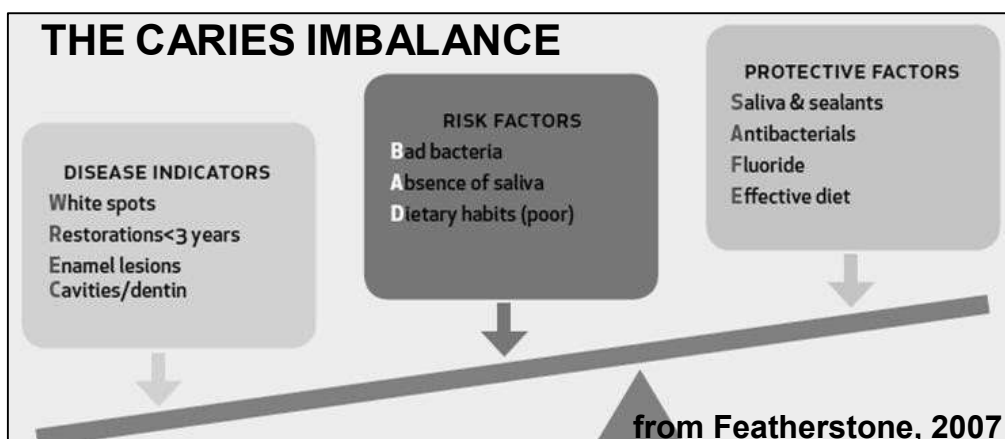 THE CARIES IMBALANCE
DISEASE INDICATORS
White spots
Restorations<3 years
Enamel lesions
Cavities/dentin
RISK FACTORS
Bad bacteria
Absence of saliva
Dietary habits (poor)
PROTECTIVE FACTORS
Saliva & sealants
Antibacterials
Fluoride
Effective diet
from Featherstone, 2007